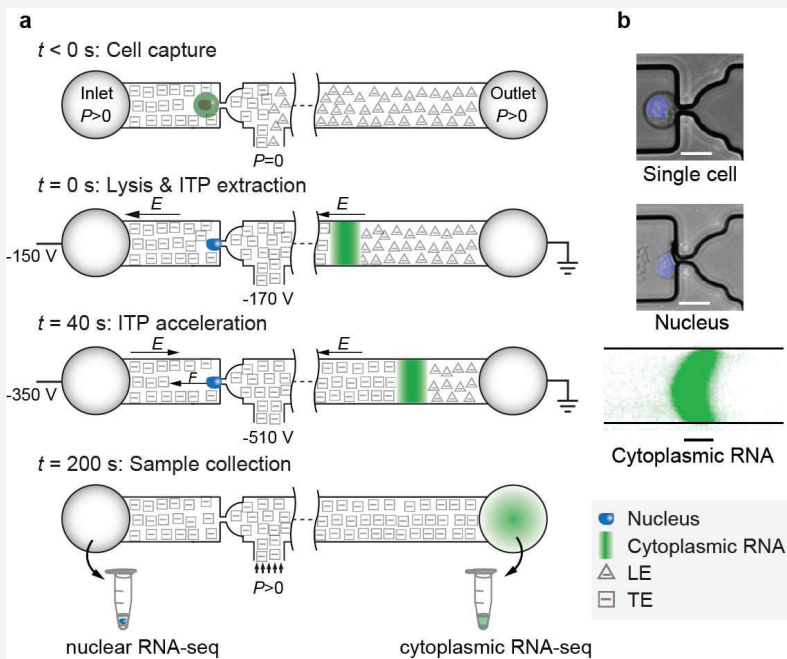 a
t < 0 s: Cell capture
Inlet
P>0
Outlet
P>0
P=0
t = 0 s: Lysis & ITP extraction
E
E
-150 V
-170 V
t = 40 s: ITP acceleration
E
E
F
-350 V
-510 V
t = 200 s: Sample collection
P>0
nuclear RNA-seq
cytoplasmic RNA-seq
b
Single cell
Nucleus
Cytoplasmic RNA
Nucleus
Cytoplasmic RNA
LE
TE